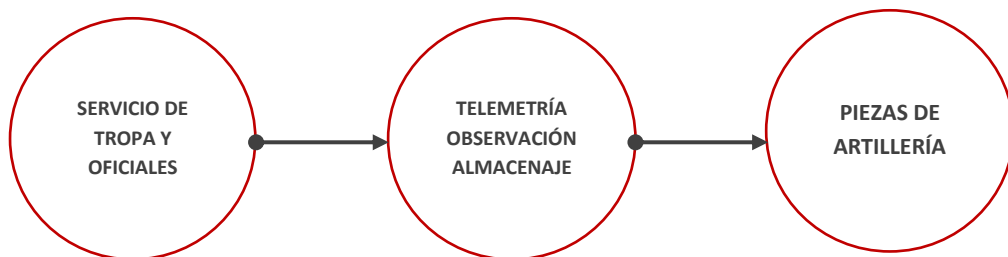 SERVICIO DE
TROPA Y
OFICIALES
TELEMETRÍA
OBSERVACIÓN
ALMACENAJE
PIEZAS DE
ARTILLERÍA